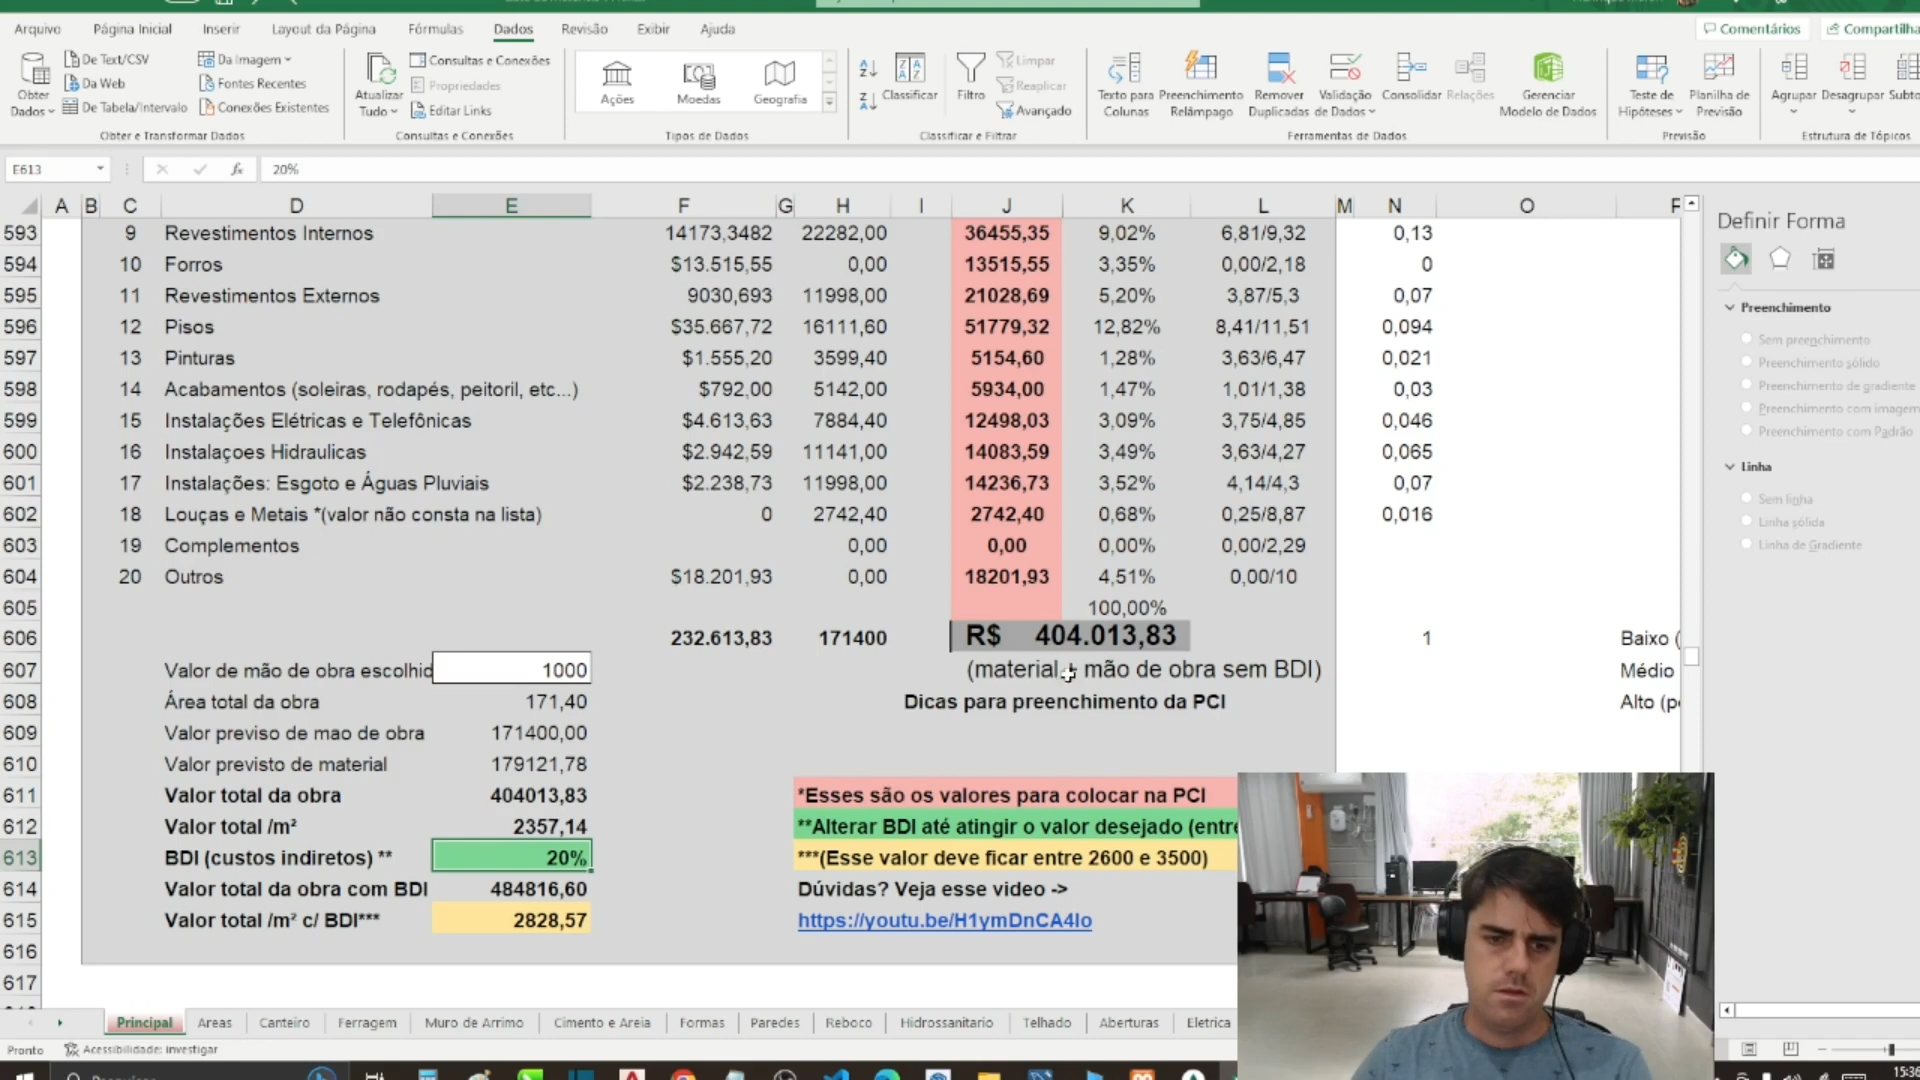 Arquivo Página Inicial Inserir Layout da Página Fórmulas Dados Revisão Exibir Ajuda Comentários
De Text/CSV Da Imagem Consultas e Conexões Limpar
Da Web Fontes Recentes Propriedades Reaplicar
De Tabela/Intervalo Conexões Existentes Editar Links Avançado
Obter Dados Atualizar Tudo Ações Moedas Geografia Classificar Filtro Texto para Colunas Preenchimento Relâmpago Remover Duplicadas Validação de Dados Consolidar Relações Gerenciar Modelo de Dados Teste de Hipóteses Planilha de Previsão Agrupar Desagrupar
Obter e Transformar Dados Consultas e Conexões Tipos de Dados Classificar e Filtrar Ferramentas de Dados Previsão Estrutura de Tópicos
E613 fx 20%
A B C D E F G H I J K L M N O
593 9 Revestimentos Internos 14173,3482 22282,00 36455,35 9,02% 6,81/9,32 0,13
594 10 Forros $13.515,55 0,00 13515,55 3,35% 0,00/2,18 0
595 11 Revestimentos Externos 9030,693 11998,00 21028,69 5,20% 3,87/5,3 0,07
596 12 Pisos $35.667,72 16111,60 51779,32 12,82% 8,41/11,51 0,094
597 13 Pinturas $1.555,20 3599,40 5154,60 1,28% 3,63/6,47 0,021
598 14 Acabamentos (soleiras, rodapés, peitoril, etc...) $792,00 5142,00 5934,00 1,47% 1,01/1,38 0,03
599 15 Instalações Elétricas e Telefônicas $4.613,63 7884,40 12498,03 3,09% 3,75/4,85 0,046
600 16 Instalaçoes Hidraulicas $2.942,59 11141,00 14083,59 3,49% 3,63/4,27 0,065
601 17 Instalações: Esgoto e Águas Pluviais $2.238,73 11998,00 14236,73 3,52% 4,14/4,3 0,07
602 18 Louças e Metais *(valor não consta na lista) 0 2742,40 2742,40 0,68% 0,25/8,87 0,016
603 19 Complementos 0,00 0,00 0,00% 0,00/2,29
604 20 Outros $18.201,93 0,00 18201,93 4,51% 0,00/10
605 100,00%
606 232.613,83 171400 R$ 404.013,83 1 Baixo (
607 Valor de mão de obra escolhid 1000 (material + mão de obra sem BDI) Médio
608 Área total da obra 171,40 Dicas para preenchimento da PCI Alto (p
609 Valor previso de mao de obra 171400,00
610 Valor previsto de material 179121,78
611 Valor total da obra 404013,83 *Esses são os valores para colocar na PCI
612 Valor total /m² 2357,14 **Alterar BDI até atingir o valor desejado (entre
613 BDI (custos indiretos) ** 20% ***(Esse valor deve ficar entre 2600 e 3500)
614 Valor total da obra com BDI 484816,60 Dúvidas? Veja esse video ->
615 Valor total /m² c/ BDI*** 2828,57 https://youtu.be/H1ymDnCA4Io
616
617
Principal Areas Canteiro Ferragem Muro de Arrimo Cimento e Areia Formas Paredes Reboco Hidrossanitario Telhado Aberturas Eletrica
Pronto Acessibilidade: investigar
Definir Forma
Preenchimento
Sem preenchimento
Preenchimento sólido
Preenchimento de gradiente
Preenchimento com imagem
Preenchimento com Padrão
Linha
Sem linha
Linha sólida
Linha de Gradiente
15:36